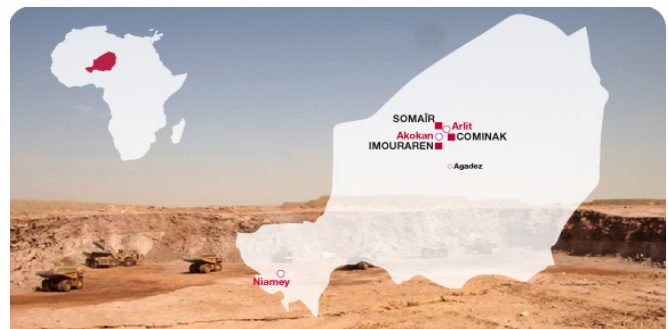 SOMAÏR
Arlit
Akokan
COMINAK
IMOURAREN
Agadez
Niamey